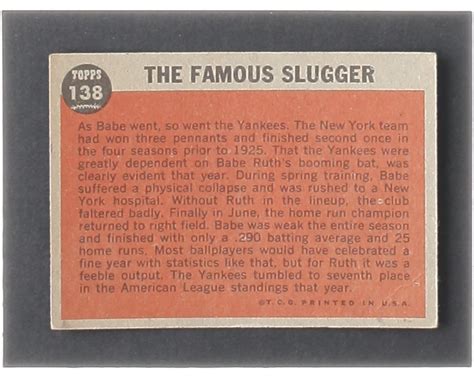 TOPPS
138
THE FAMOUS SLUGGER
As Babe went, so went the Yankees. The New York team
had won three pennants and finished second once in
the four seasons prior to 1925. That the Yankees were
greatly dependent on Babe Ruth's booming bat, was
clearly evident that year. During spring training, Babe
suffered a physical collapse and was rushed to a New
York hospital. Without Ruth in the lineup, the club
faltered badly. Finally in June, the home run champion
returned to right field. Babe was weak the entire season
and finished with only a .290 batting average and 25
home runs. Most ballplayers would have celebrated a
fine year with statistics like that, but for Ruth it was a
feeble output. The Yankees tumbled to seventh place
in the American League standings that year.
©T.C.G. PRINTED IN U.S.A.